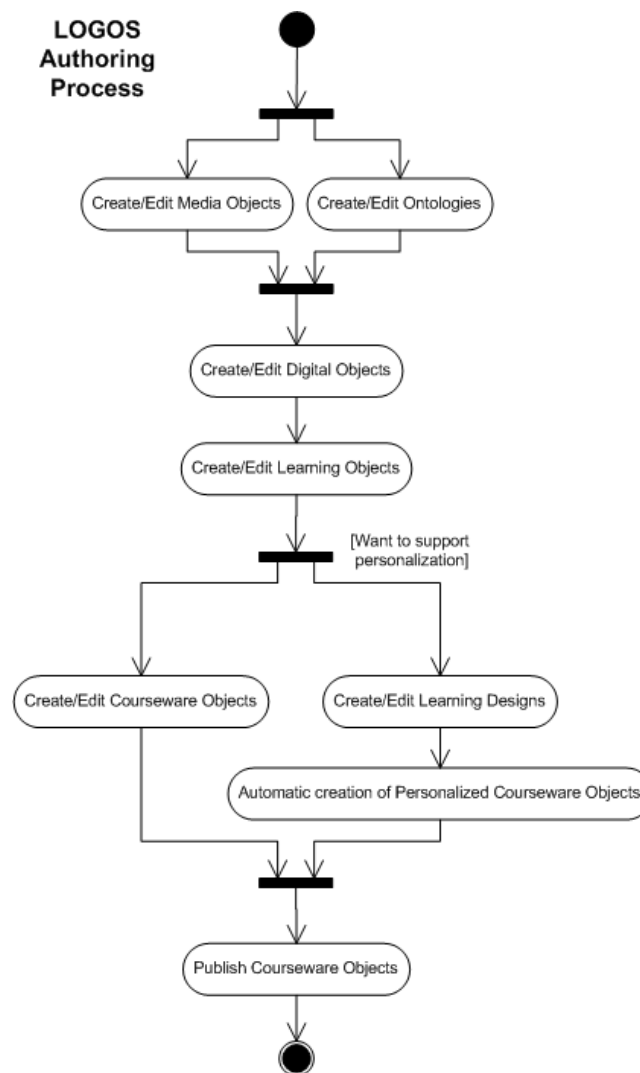 LOGOS
Authoring
Process
Create/Edit Media Objects
Create/Edit Ontologies
Create/Edit Digital Objects
Create/Edit Learning Objects
[Want to support
personalization]
Create/Edit Courseware Objects
Create/Edit Learning Designs
Automatic creation of Personalized Courseware Objects
Publish Courseware Objects